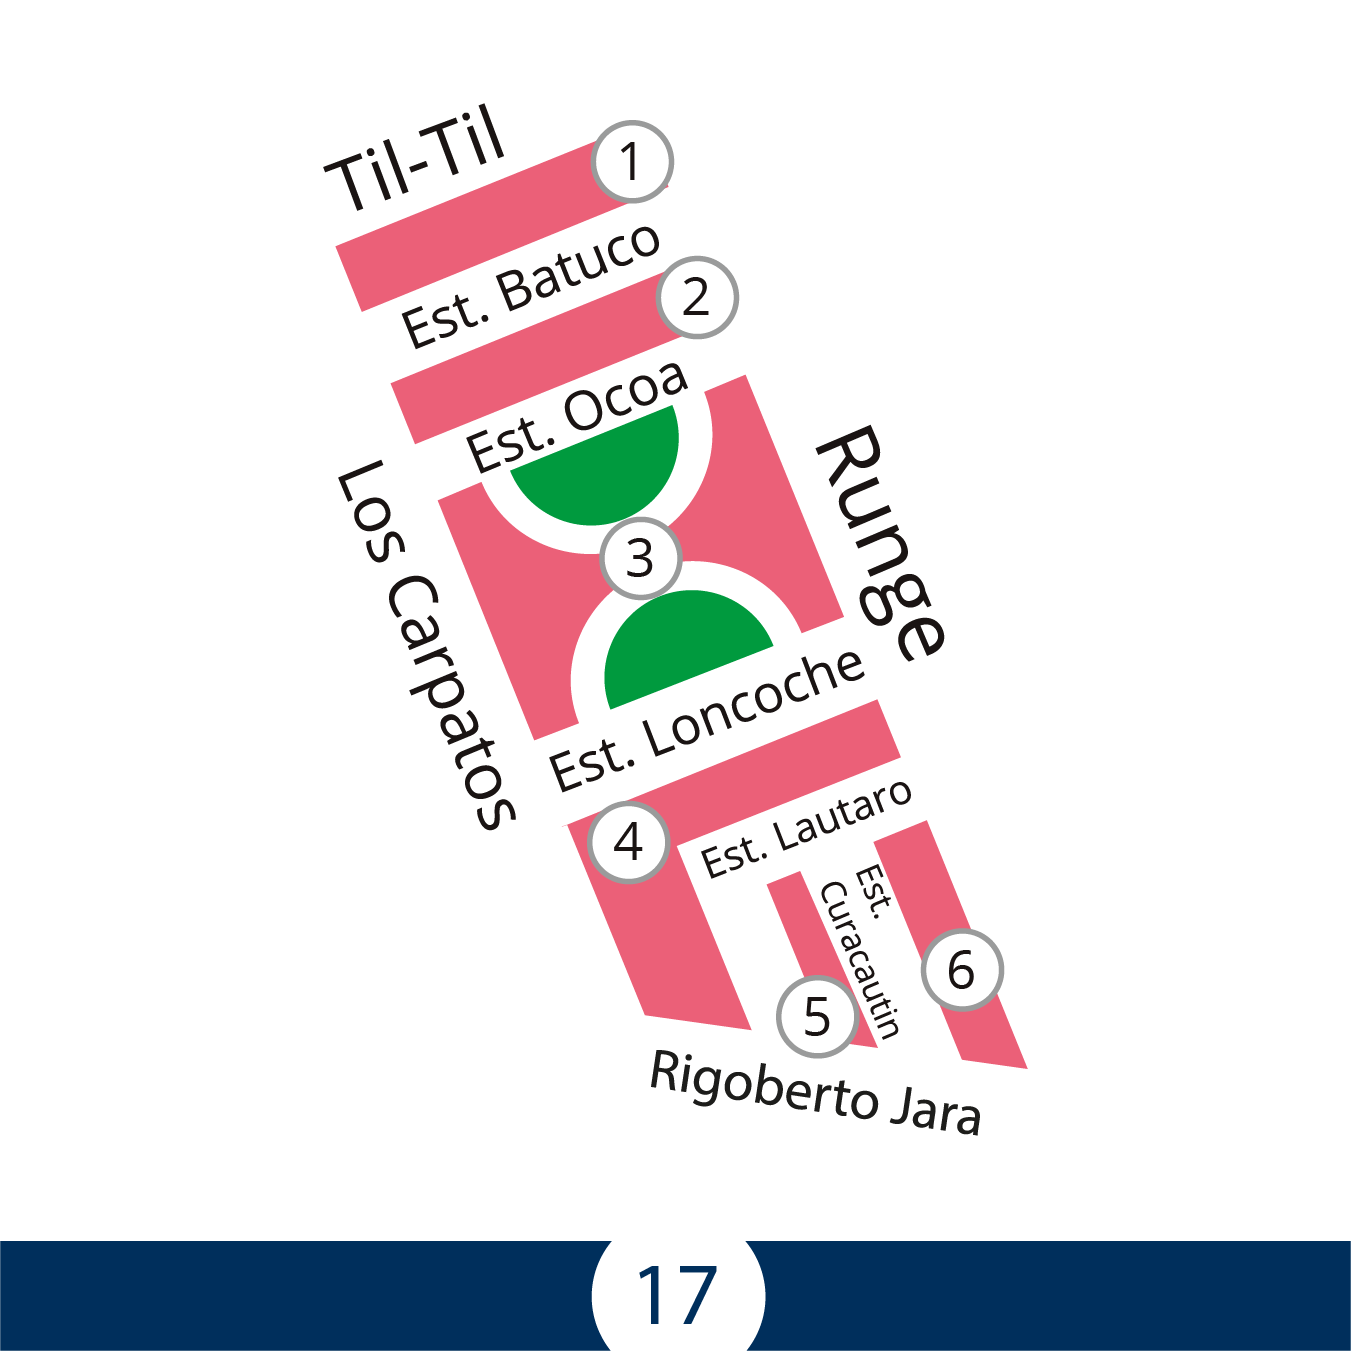 Til-Til
1
Est. Batuco
2
Est. Ocoa
Los Carpatos
Runge
3
Est. Loncoche
4
Est. Lautaro
Est.
Curacautin
5
6
Rigoberto Jara
17